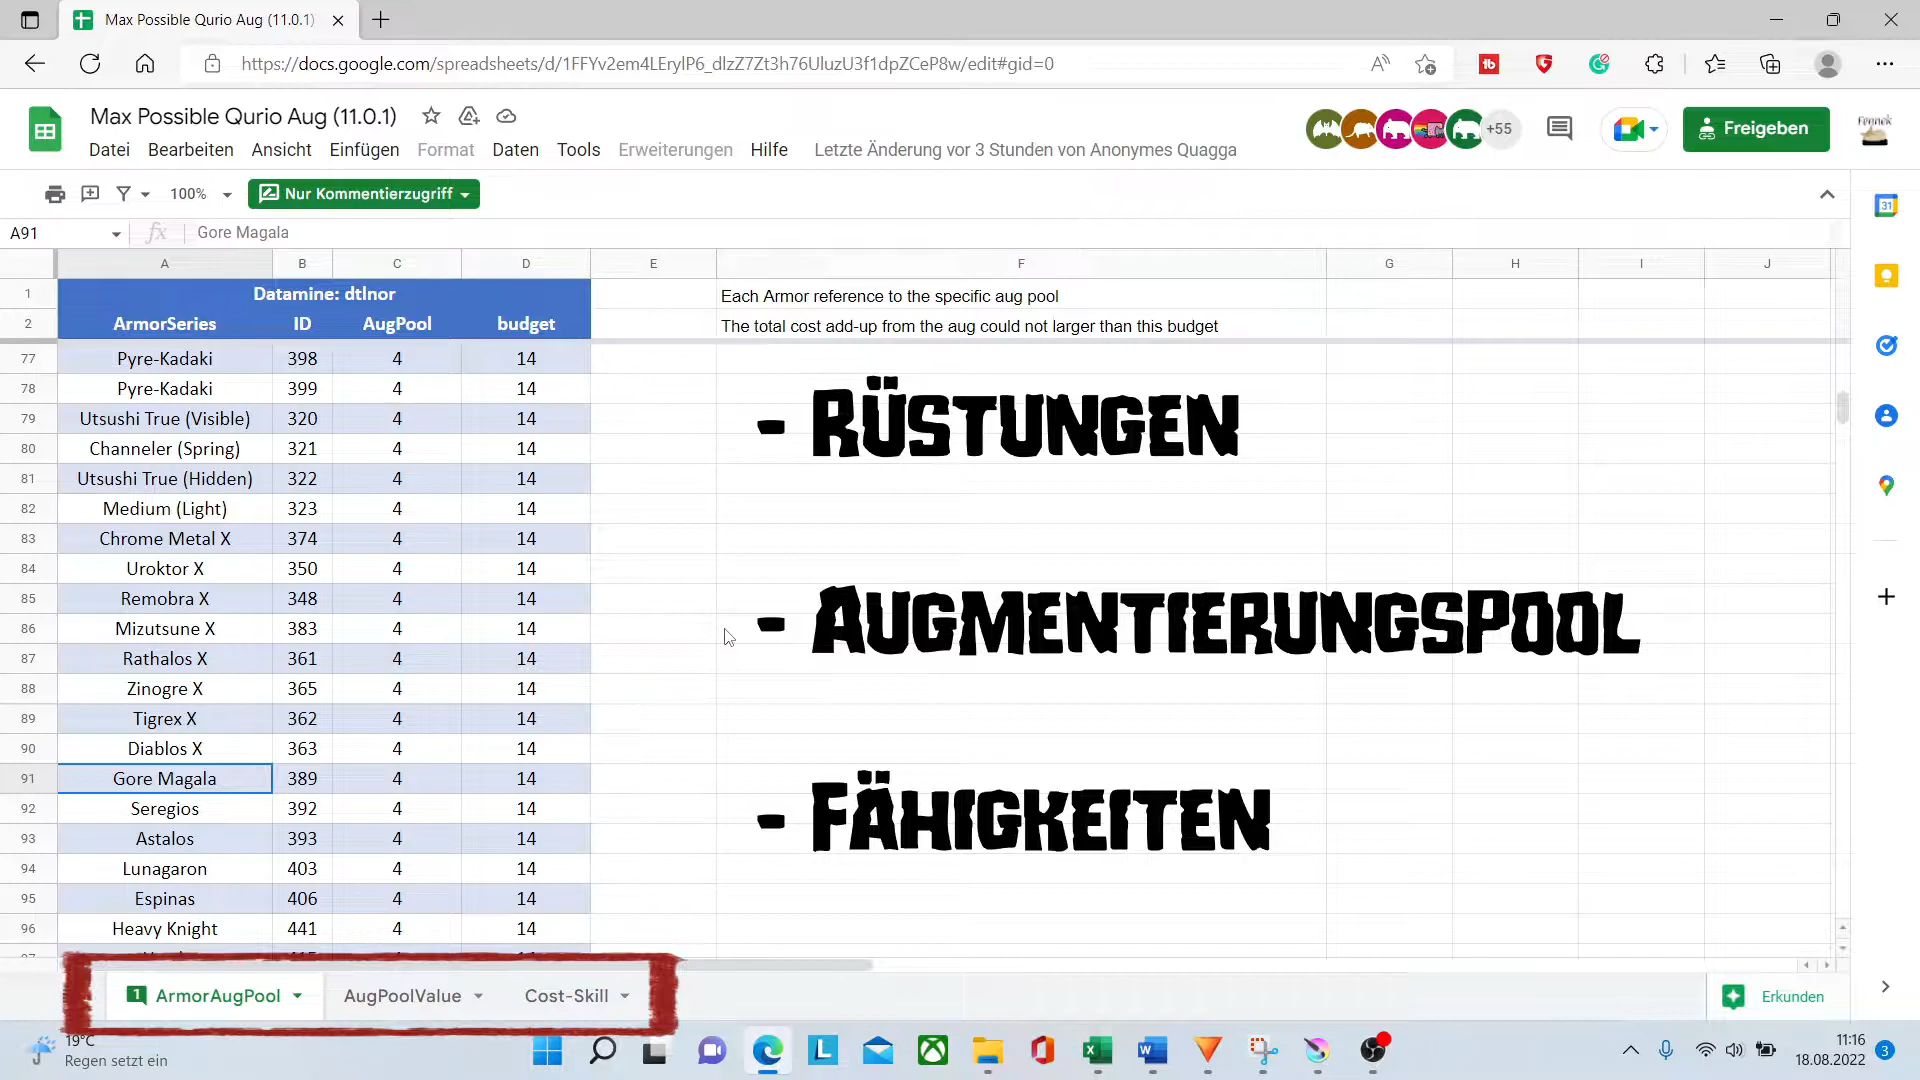 Max Possible Qurio Aug (11.0.1)
https://docs.google.com/spreadsheets/d/1FFYv2em4LErylP6_dlzZ7Zt3h76UluzU3f1dpZCeP8w/edit#gid=0
Max Possible Qurio Aug (11.0.1)
+55
Freigeben
Fennek
Datei Bearbeiten Ansicht Einfügen Format Daten Tools Erweiterungen Hilfe Letzte Änderung vor 3 Stunden von Anonymes Quagga
100% Nur Kommentierzugriff
31
A91 fx Gore Magala
A B C D E F G H I J
1 Datamine: dtlnor Each Armor reference to the specific aug pool
2 ArmorSeries ID AugPool budget The total cost add-up from the aug could not larger than this budget
77 Pyre-Kadaki 398 4 14
78 Pyre-Kadaki 399 4 14
79 Utsushi True (Visible) 320 4 14
80 Channeler (Spring) 321 4 14
81 Utsushi True (Hidden) 322 4 14
82 Medium (Light) 323 4 14
83 Chrome Metal X 374 4 14
84 Uroktor X 350 4 14
85 Remobra X 348 4 14
86 Mizutsune X 383 4 14
87 Rathalos X 361 4 14
88 Zinogre X 365 4 14
89 Tigrex X 362 4 14
90 Diablos X 363 4 14
91 Gore Magala 389 4 14
92 Seregios 392 4 14
93 Astalos 393 4 14
94 Lunagaron 403 4 14
95 Espinas 406 4 14
96 Heavy Knight 441 4 14
- Rüstungen
- AugmentierungsPool
- Fähigkeiten
1 ArmorAugPool AugPoolValue Cost-Skill
Erkunden
19°C
Regen setzt ein
11:16
18.08.2022
3